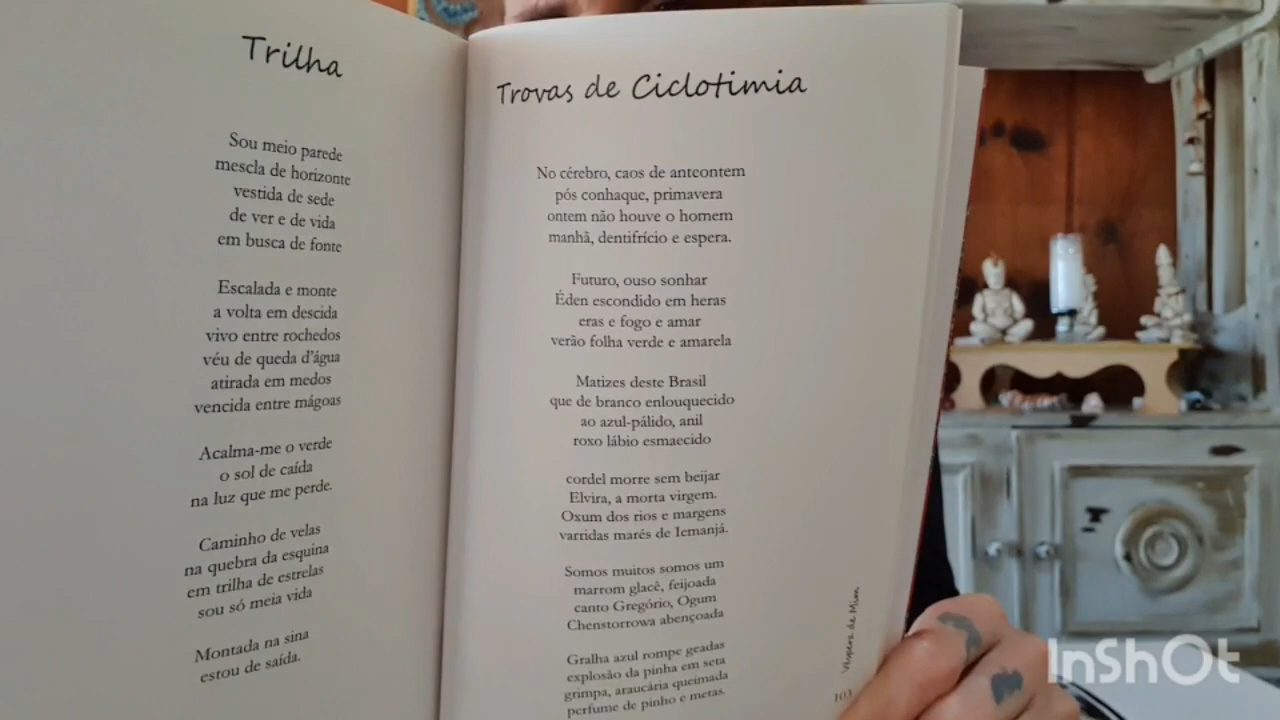 Trilha
Sou meio parede
mescla de horizonte
vestida de sede
de ver e de vida
em busca de fonte
Escalada e monte
a volta em descida
vivo entre rochedos
véu de queda d'água
atirada em medos
vencida entre mágoas
Acalma-me o verde
o sol de caída
na luz que me perde.
Caminho de velas
na quebra da esquina
em trilha de estrelas
sou só meia vida
Montada na sina
estou de saída.
Trovas de Ciclotimia
No cérebro, caos de anteontem
pós conhaque, primavera
ontem não houve o homem
manhã, dentifrício e espera.
Futuro, ouso sonhar
Éden escondido em heras
eras e fogo e amar
verão folha verde e amarela
Matizes deste Brasil
que de branco enlouquecido
ao azul-pálido, anil
roxo lábio esmaecido
cordel morre sem beijar
Elvira, a morta virgem.
Oxum dos rios e margens
varridas marés de Iemanjá.
Somos muitos somos um
marrom glacê, feijoada
canto Gregório, Ogum
Chenstorrowa abençoada
Gralha azul rompe geadas
explosão da pinha em seta
grimpa, araucária queimada
perfume de pinho e metas.
Véspera de Mim
103
InShOt